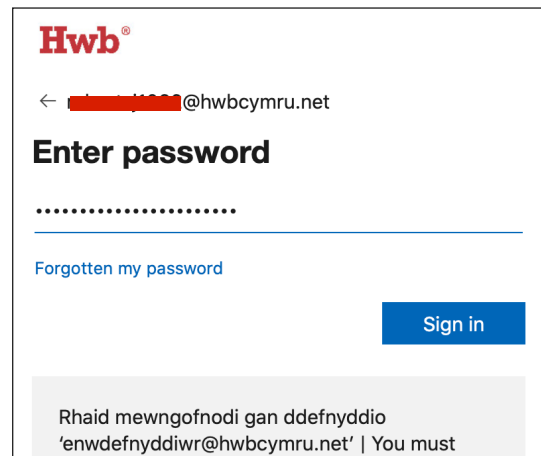 Hwb®
@hwbcymru.net
Enter password
Forgotten my password
Sign in
Rhaid mewngofnodi gan ddefnyddio
‘enwdefnyddiwr@hwbcymru.net’ | You must